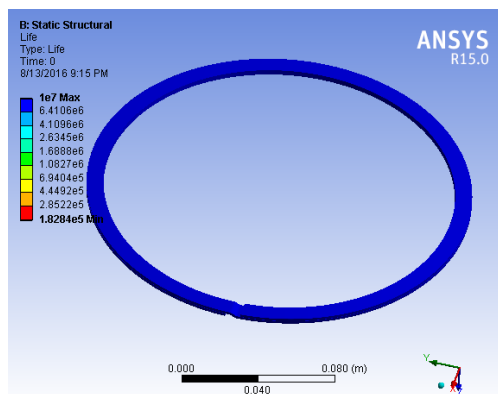 B: Static Structural
Life
Type: Life
Time: 0
8/13/2016 9:15 PM
ANSYS
R15.0
1e7 Max
6.4106e6
4.1096e6
2.6345e6
1.6888e6
1.0827e6
6.9404e5
4.4492e5
2.8522e5
1.8284e5 Min
0.000
0.080 (m)
0.040
Y
X